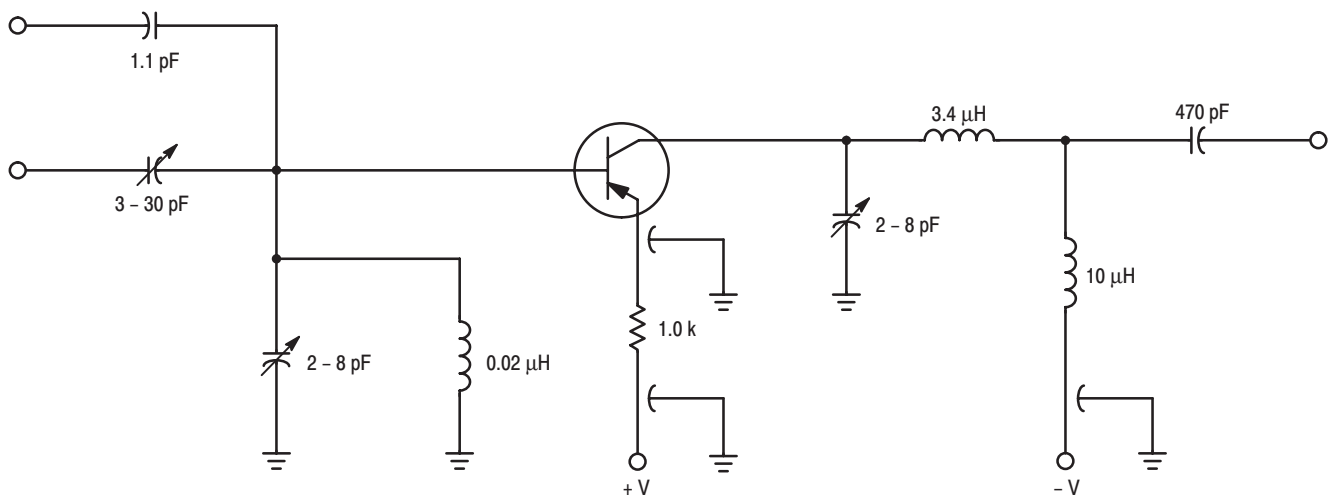 1.1 pF
3 – 30 pF
2 – 8 pF
0.02 μH
1.0 k
+ V
2 – 8 pF
3.4 μH
470 pF
10 μH
– V